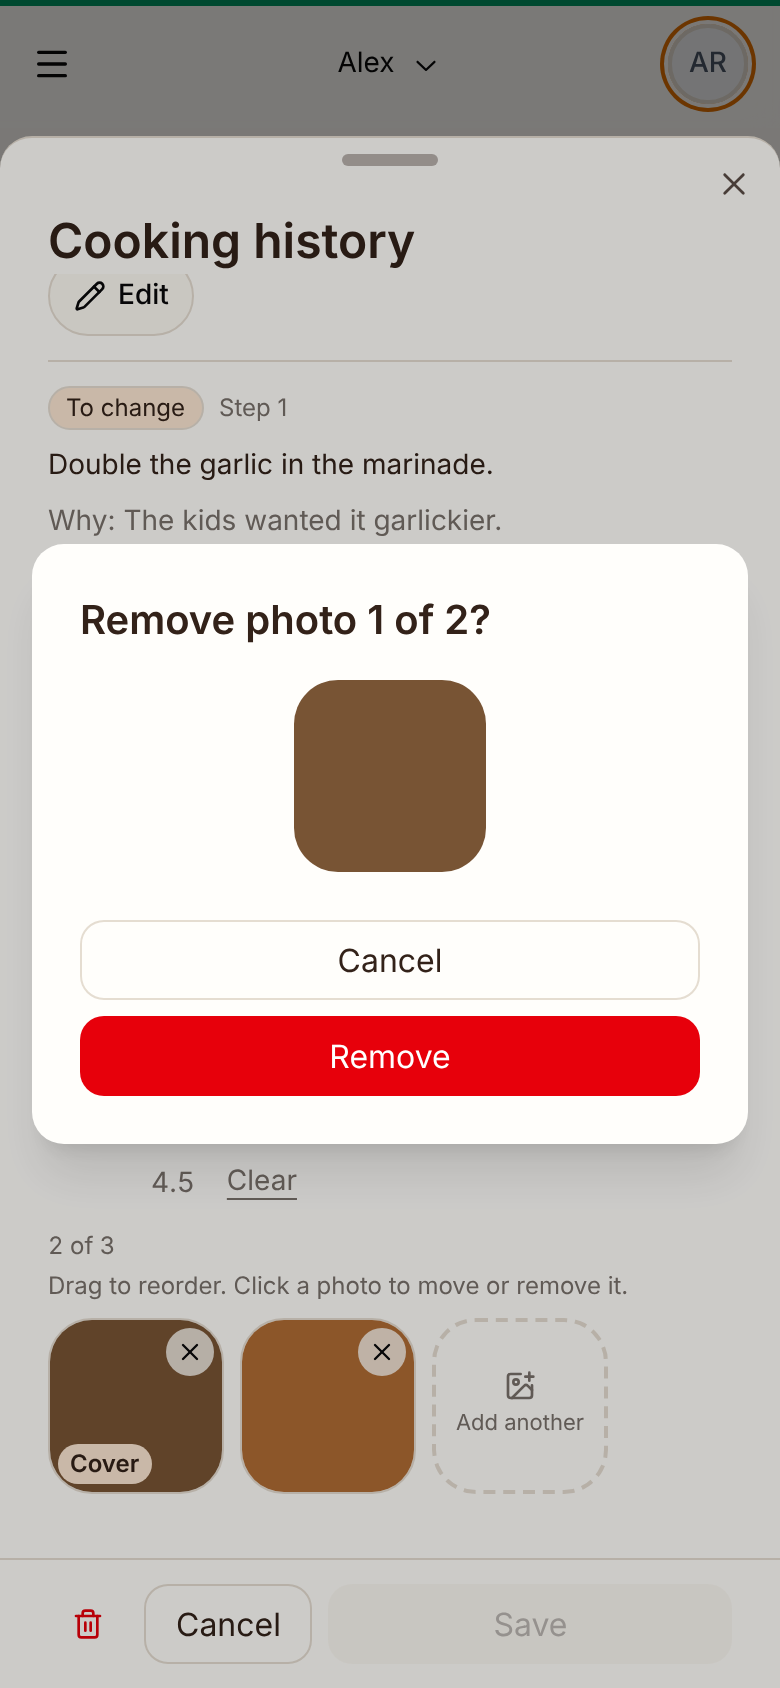 Alex
AR
Cooking history
Edit
To change Step 1
Double the garlic in the marinade.
Why: The kids wanted it garlickier.
Remove photo 1 of 2?
Cancel
Remove
4.5 Clear
2 of 3
Drag to reorder. Click a photo to move or remove it.
Cover
Add another
Cancel Save